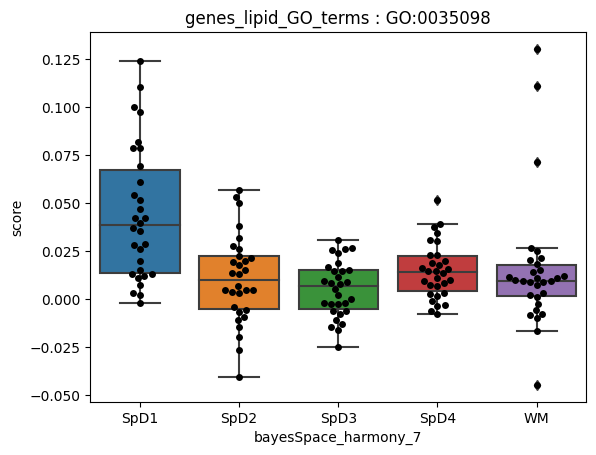 genes_lipid_GO_terms : GO:0035098
score
0.125
0.100
0.075
0.050
0.025
0.000
−0.025
−0.050
SpD1 SpD2 SpD3 SpD4 WM
bayesSpace_harmony_7